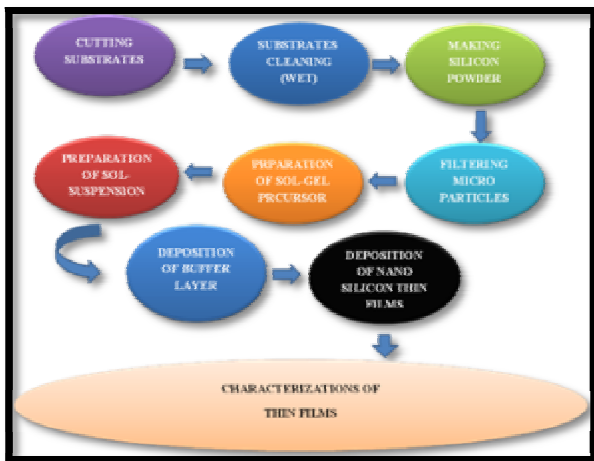 CUTTING
SUBSTRATES
SUBSTRATES
CLEANING
(WET)
MAKING
SILICON
POWDER
FILTERING
MICRO
PARTICLES
PRPARATION
OF SOL-GEL
PRCURSOR
PREPARATION
OF SOL-
SUSPENSION
DEPOSITION
OF BUFFER
LAYER
DEPOSITION
OF NANO
SILICON THIN
FILMS
CHARACTERIZATIONS OF
THIN FILMS